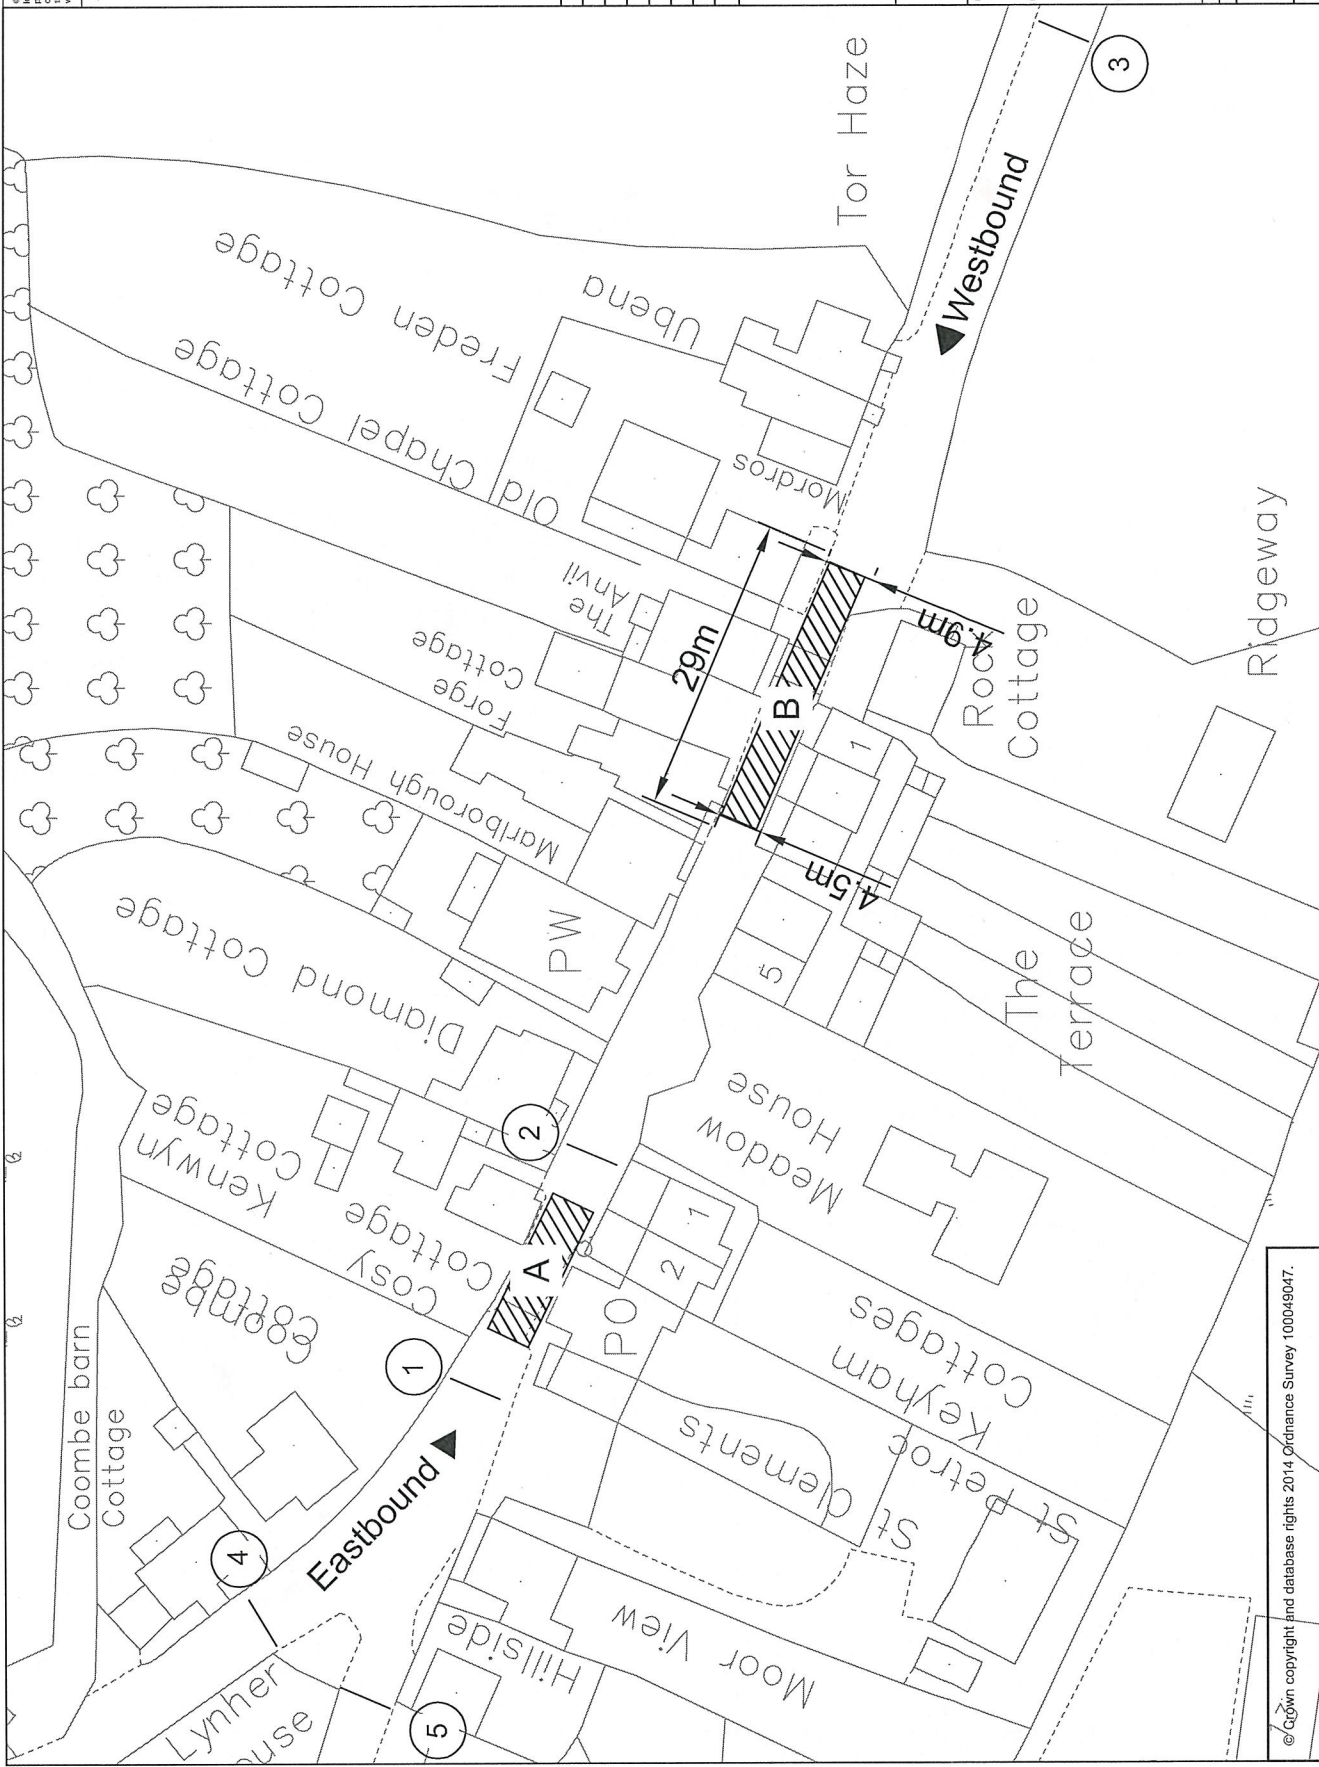 Coombe barn
Cottage
Lynher
ouse
4
5
Eastbound
Hillside
Moor View
1
Coombe
Cottage
Cosy
Cottage
Kenwyn
Cottage
A
2
PO
2
1
St Clements
St Petroc
Keyham
Cottages
Meadow
House
Diamond Cottage
PW
Marlborough House
Forge
Cottage
The
Anvil
Old Chapel Cottage
Freden Cottage
Ubena
Mordros
29m
B
4.5m
4.9m
5
1
The
Terrace
Cottage
Ridgeway
Tor Haze
Westbound
3
© Crown copyright and database rights 2014 Ordnance Survey 100049047.